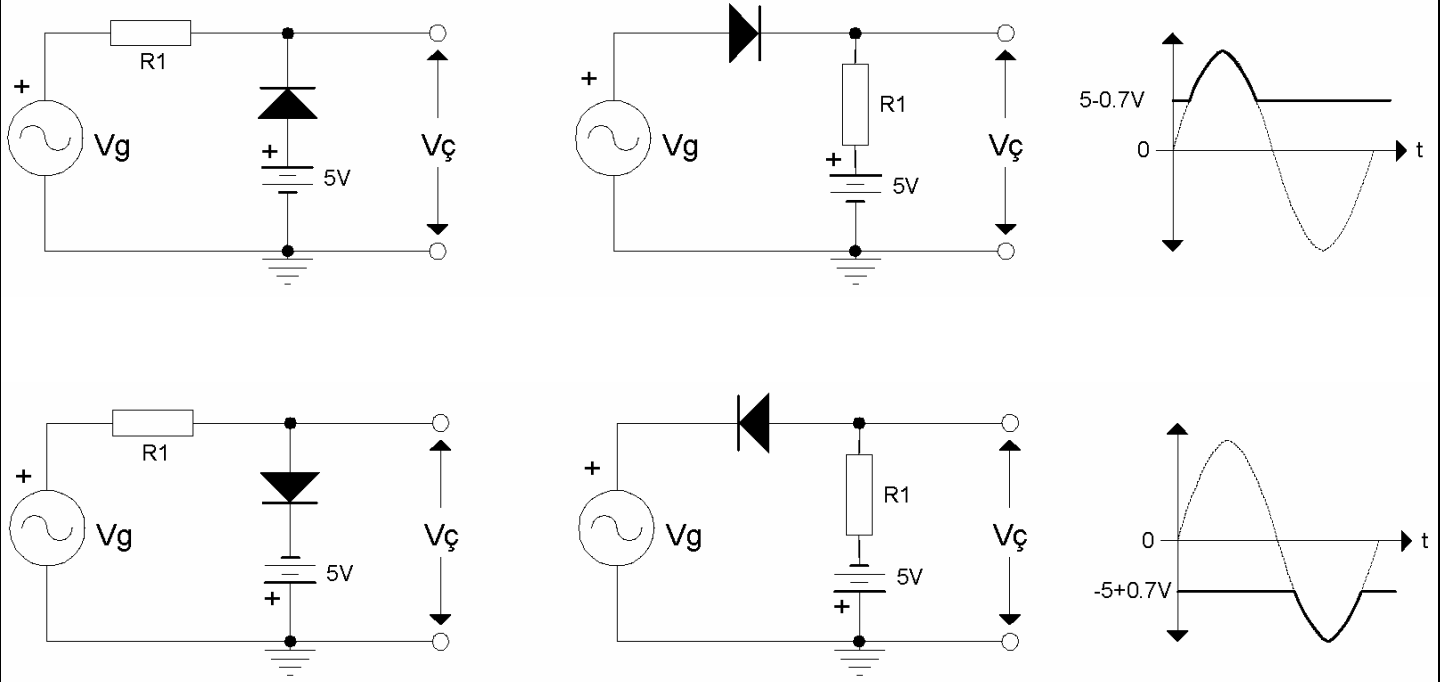 R1
+
Vg
+
5V
Vç
+
Vg
R1
+
5V
Vç
5-0.7V
0
t
R1
+
Vg
5V
+
Vç
+
Vg
R1
5V
+
Vç
0
t
-5+0.7V